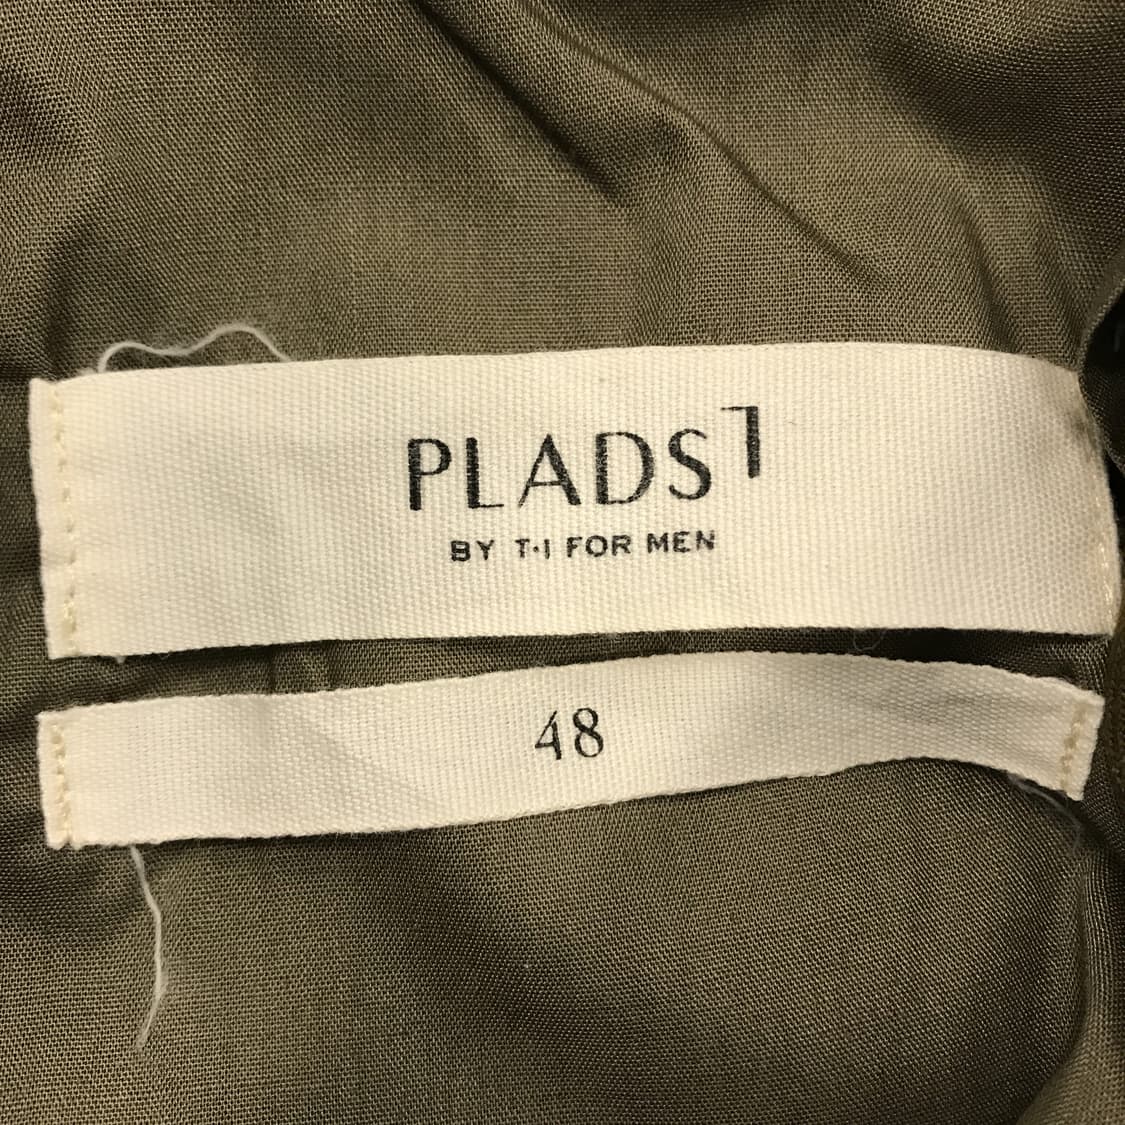 PLADS⅂
BY T·I FOR MEN
48